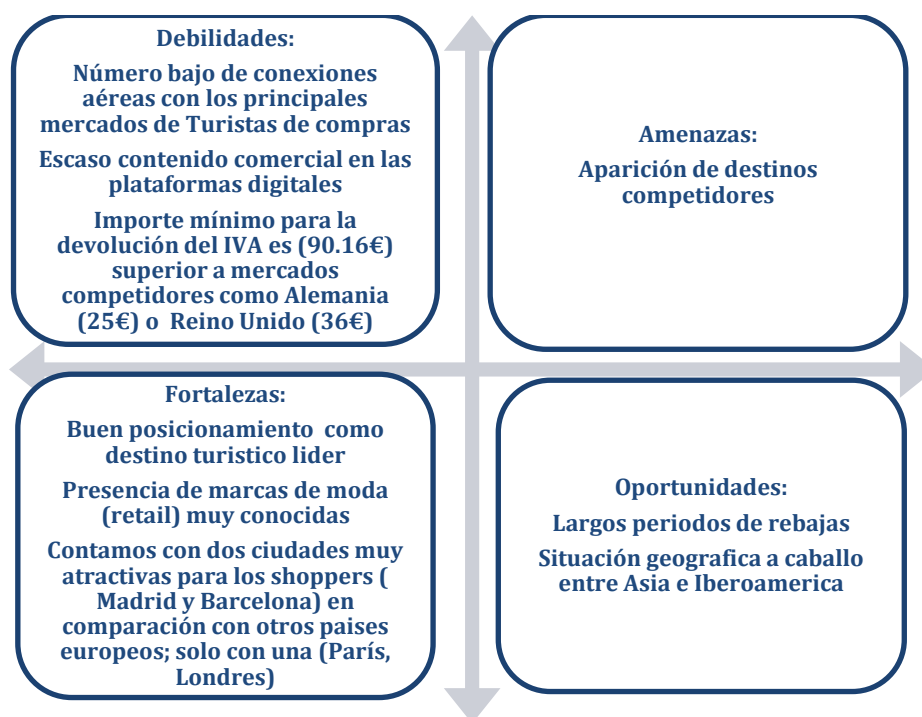 Debilidades:
Número bajo de conexiones
aéreas con los principales
mercados de Turistas de compras
Escaso contenido comercial en las
plataformas digitales
Importe mínimo para la
devolución del IVA es (90.16€)
superior a mercados
competidores como Alemania
(25€) o Reino Unido (36€)
Amenazas:
Aparición de destinos
competidores
Fortalezas:
Buen posicionamiento como
destino turistico lider
Presencia de marcas de moda
(retail) muy conocidas
Contamos con dos ciudades muy
atractivas para los shoppers (
Madrid y Barcelona) en
comparación con otros paises
europeos; solo con una (París,
Londres)
Oportunidades:
Largos periodos de rebajas
Situación geografica a caballo
entre Asia e Iberoamerica